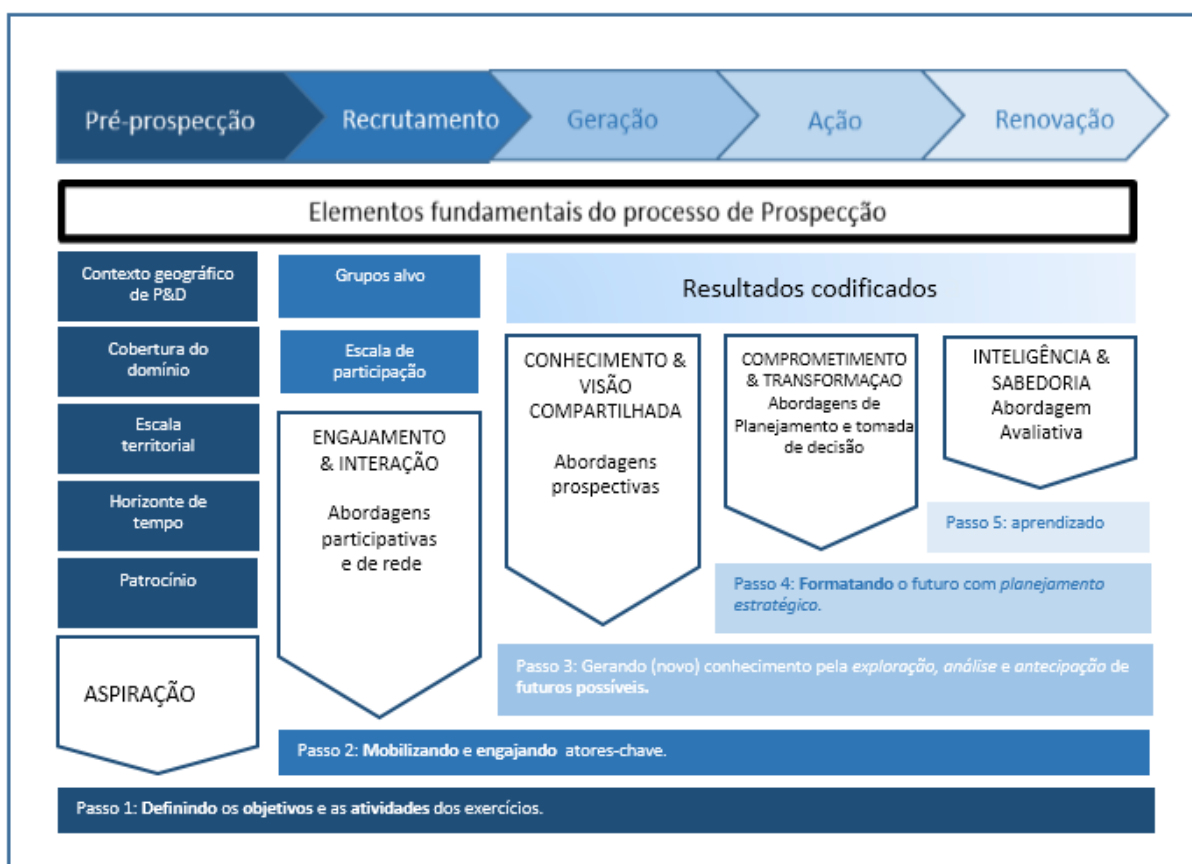 Pré-prospecção
Recrutamento
Geração
Ação
Renovação
Elementos fundamentais do processo de Prospecção
Contexto geográfico
de P&D
Cobertura do
domínio
Escala
territorial
Horizonte de
tempo
Patrocínio
ASPIRAÇÃO
Grupos alvo
Escala de
participação
ENGAJAMENTO
& INTERAÇÃO
Abordagens
participativas
e de rede
Resultados codificados
CONHECIMENTO &
VISÃO
COMPARTILHADA
Abordagens
prospectivas
COMPROMETIMENTO
& TRANSFORMAÇAO
Abordagens de
Planejamento e tomada
de decisão
INTELIGÊNCIA &
SABEDORIA
Abordagem
Avaliativa
Passo 5: aprendizado
Passo 4: Formatando o futuro com planejamento
estratégico.
Passo 3: Gerando (novo) conhecimento pela exploração, análise e antecipação de
futuros possíveis.
Passo 2: Mobilizando e engajando atores-chave.
Passo 1: Definindo os objetivos e as atividades dos exercícios.